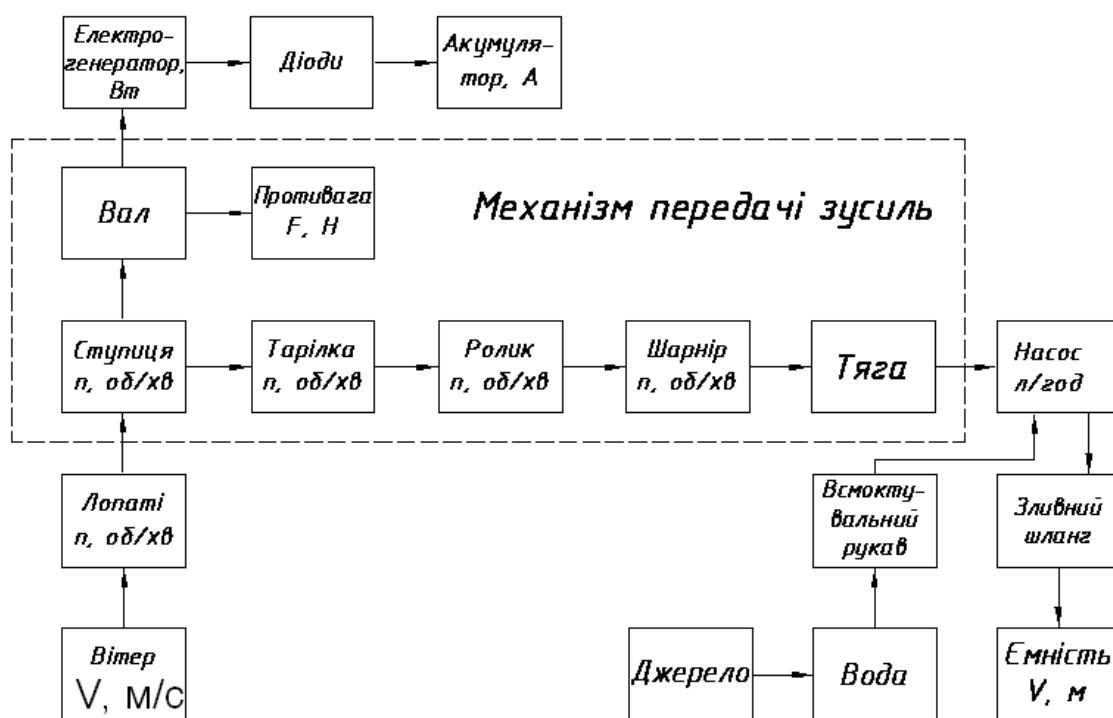 Електро-
генератор,
Вт
Діоди
Акумуля-
тор, А
Вал
Противага
F, Н
Механізм передачі зусиль
Ступиця
п, об/хв
Тарілка
п, об/хв
Ролик
п, об/хв
Шарнір
п, об/хв
Тяга
Насос
л/год
Лопаті
п, об/хв
Всмокту-
вальний
рукав
Зливний
шланг
Вітер
V, м/с
Джерело
Вода
Ємність
V, м